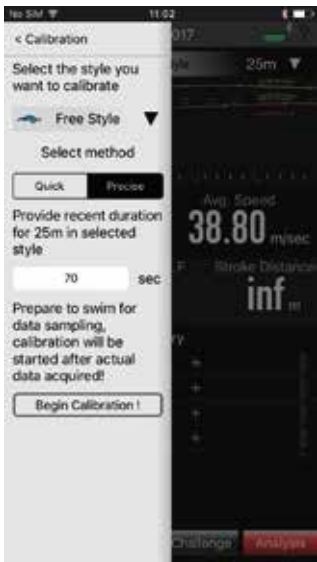 No SIM 11:02
< Calibration
017
Select the style you
want to calibrate
25m ▼
Free Style ▼
Select method
Quick Precise
Avg. Speed
38.80 m/sec
Provide recent duration
for 25m in selected
style
Stroke Distance
70 sec
inf m
Prepare to swim for
data sampling,
calibration will be
started after actual
data acquired!
Begin Calibration !
Challenge Analysis